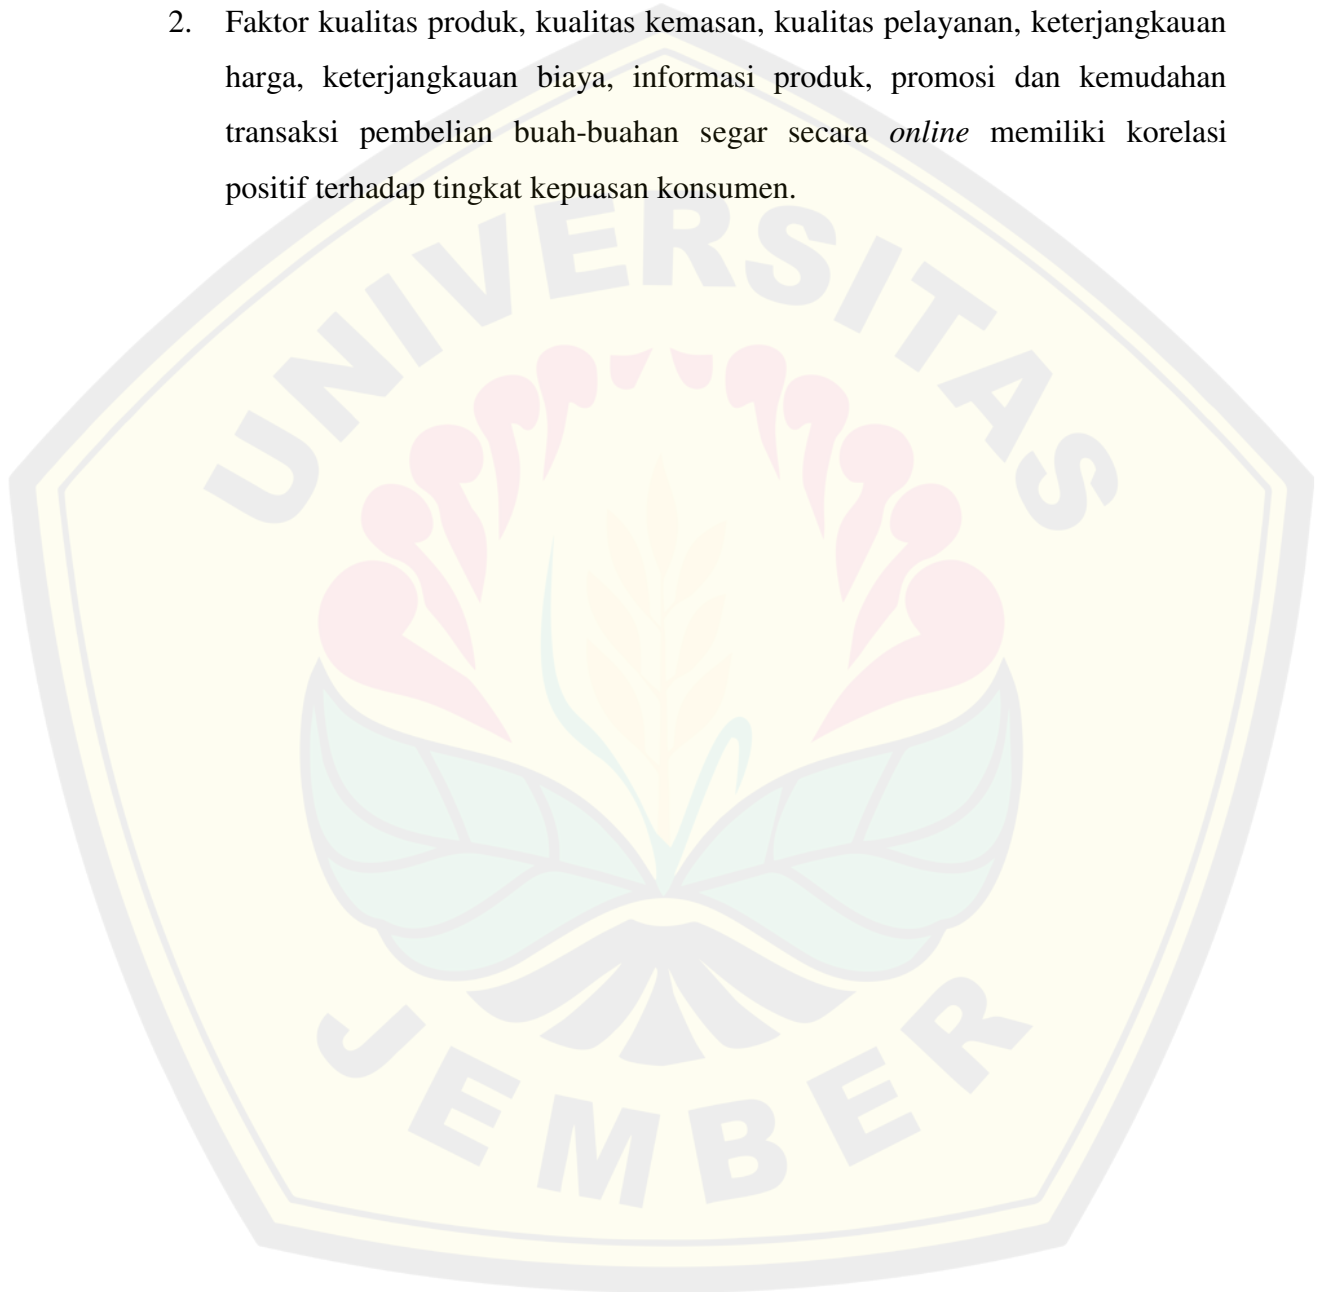 2. Faktor kualitas produk, kualitas kemasan, kualitas pelayanan, keterjangkauan
harga, keterjangkauan biaya, informasi produk, promosi dan kemudahan
transaksi pembelian buah-buahan segar secara online memiliki korelasi
positif terhadap tingkat kepuasan konsumen.
UNIVERSITAS
JEMBER